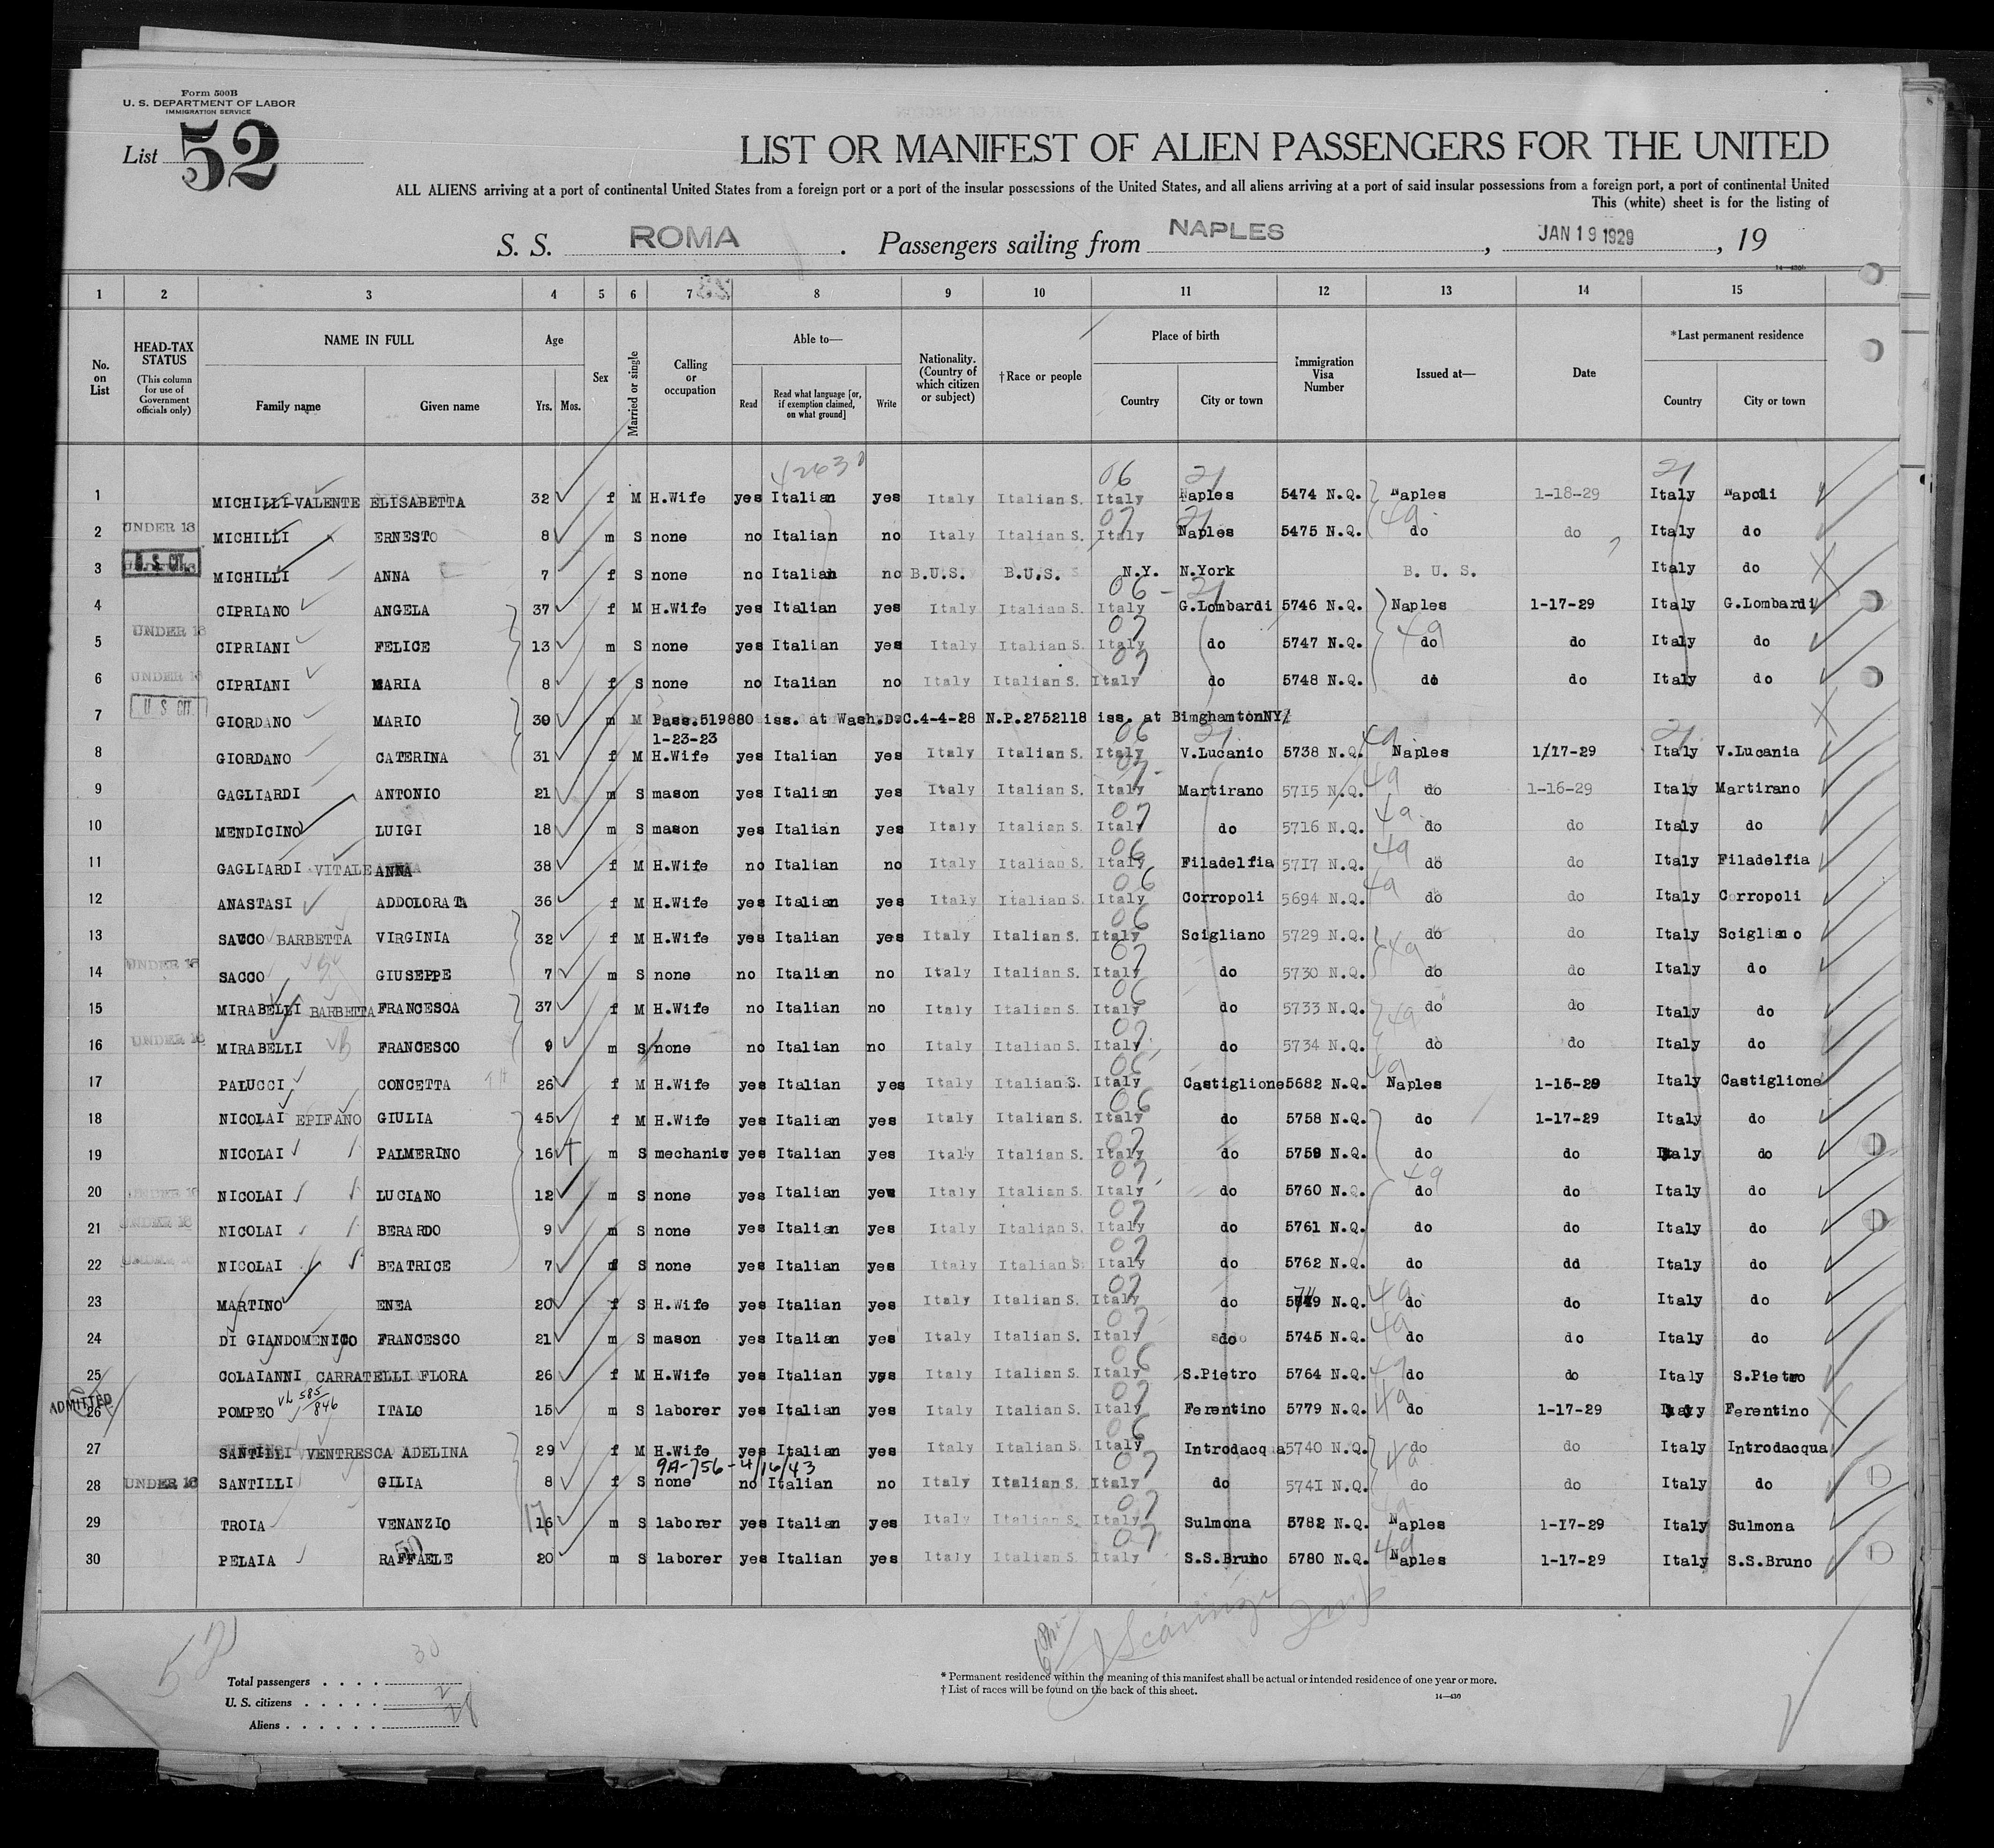 Form 500B
U. S. DEPARTMENT OF LABOR
IMMIGRATION SERVICE
List 52
LIST OR MANIFEST OF ALIEN PASSENGERS FOR THE UNITED
ALL ALIENS arriving at a port of continental United States from a foreign port or a port of the insular possessions of the United States, and all aliens arriving at a port of said insular possessions from a foreign port, a port of continental United
This (white) sheet is for the listing of
S. S. ROMA. Passengers sailing from NAPLES, JAN 19 1929, 19
1 2 3 4 5 6 7 8 9 10 11 12 13 14 15
No. on List HEAD-TAX STATUS (This column for use of Government officials only) NAME IN FULL Family name Given name Age Yrs. Mos. Sex Married or single Calling or occupation Able to— Read Read what language [or, if exemption claimed, on what ground] Write Nationality. (Country of which citizen or subject) †Race or people Place of birth Country City or town Immigration Visa Number Issued at— Date *Last permanent residence Country City or town
1 MICHILLI-VALENTE ELISABETTA 32 f M H.Wife yes Italian yes Italy Italian S. Italy Naples 5474 N.Q. Naples 1-18-29 Italy Napoli
2 UNDER 16 MICHILLI ERNESTO 8 m S none no Italian no Italy Italian S. Italy Naples 5475 N.Q. do do Italy do
3 U.S. CIT. MICHILLI ANNA 7 f S none no Italian no B.U.S. B.U.S. N.Y. N.York B. U. S. Italy do
4 CIPRIANO ANGELA 37 f M H.Wife yes Italian yes Italy Italian S. Italy G.Lombardi 5746 N.Q. Naples 1-17-29 Italy G.Lombardi
5 UNDER 16 CIPRIANI FELICE 13 m S none yes Italian yes Italy Italian S. Italy do 5747 N.Q. do do Italy do
6 UNDER 16 CIPRIANI MARIA 8 f S none no Italian no Italy Italian S. Italy do 5748 N.Q. do do Italy do
7 U S CIT. GIORDANO MARIO 39 m M Pass.519880 iss. at Wash.D.C.4-4-28 N.P.2752118 iss. at BimghamtonNY.
1-23-23
8 GIORDANO CATERINA 31 f M H.Wife yes Italian yes Italy Italian S. Italy V.Lucanio 5738 N.Q. Naples 1/17-29 Italy V.Lucania
9 GAGLIARDI ANTONIO 21 m S mason yes Italian yes Italy Italian S. Italy Martirano 5715 N.Q. do 1-16-29 Italy Martirano
10 MENDICINO LUIGI 18 m S mason yes Italian yes Italy Italian S. Italy do 5716 N.Q. do do Italy do
11 GAGLIARDI VITALE ANNA 38 f M H.Wife no Italian no Italy Italian S. Italy Filadelfia 5717 N.Q. do do Italy Filadelfia
12 ANASTASI ADDOLORATA 36 f M H.Wife yes Italian yes Italy Italian S. Italy Corropoli 5694 N.Q. do do Italy Corropoli
13 SACCO BARBETTA VIRGINIA 32 f M H.Wife yes Italian yes Italy Italian S. Italy Scigliano 5729 N.Q. do do Italy Scigliano
14 UNDER 16 SACCO GIUSEPPE 7 m S none no Italian no Italy Italian S. Italy do 5730 N.Q. do do Italy do
15 MIRABELLI BARBETTA FRANCESCA 37 f M H.Wife no Italian no Italy Italian S. Italy do 5733 N.Q. do do Italy do
16 UNDER 16 MIRABELLI FRANCESCO 9 m S none no Italian no Italy Italian S. Italy do 5734 N.Q. do do Italy do
17 PALUCCI CONCETTA 26 f M H.Wife yes Italian yes Italy Italian S. Italy Castiglione 5682 N.Q. Naples 1-15-29 Italy Castiglione
18 NICOLAI EPIFANO GIULIA 45 f M H.Wife yes Italian yes Italy Italian S. Italy do 5758 N.Q. do 1-17-29 Italy do
19 NICOLAI PALMERINO 16 m S mechanic yes Italian yes Italy Italian S. Italy do 5759 N.Q. do do Italy do
20 UNDER 16 NICOLAI LUCIANO 12 m S none yes Italian yes Italy Italian S. Italy do 5760 N.Q. do do Italy do
21 UNDER 16 NICOLAI BERARDO 9 m S none yes Italian yes Italy Italian S. Italy do 5761 N.Q. do do Italy do
22 UNDER 16 NICOLAI BEATRICE 7 S none yes Italian yes Italy Italian S. Italy do 5762 N.Q. do dd Italy do
23 MARTINO ENEA 20 f S H.Wife yes Italian yes Italy Italian S. Italy do 5749 N.Q. do do Italy do
24 DI GIANDOMENICO FRANCESCO 21 m S mason yes Italian yes Italy Italian S. Italy do 5745 N.Q. do do Italy do
25 COLAIANNI CARRATELLI FLORA 26 f M H.Wife yes Italian yes Italy Italian S. Italy S.Pietro 5764 N.Q. do do Italy S.Pietro
ADMITTED 26 POMPEO 585/846 ITALO 15 m S laborer yes Italian yes Italy Italian S. Italy Ferentino 5779 N.Q. do 1-17-29 Italy Ferentino
27 SANTILLI VENTRESCA ADELINA 29 f M H.Wife yes Italian yes Italy Italian S. Italy Introdacqua 5740 N.Q. do do Italy Introdacqua
9A-756-4/16/43
28 UNDER 16 SANTILLI GILIA 8 f S none no Italian no Italy Italian S. Italy do 5741 N.Q. do do Italy do
29 TROIA VENANZIO 17 16 m S laborer yes Italian yes Italy Italian S. Italy Sulmona 5782 N.Q. Naples 1-17-29 Italy Sulmona
30 PELAIA RAFFAELE 20 m S laborer yes Italian yes Italy Italian S. Italy S.S.Bruno 5780 N.Q. Naples 1-17-29 Italy S.S.Bruno
Total passengers . . . . 30
U. S. citizens . . . . . 2
Aliens . . . . . . 28
* Permanent residence within the meaning of this manifest shall be actual or intended residence of one year or more.
† List of races will be found on the back of this sheet.
14—430